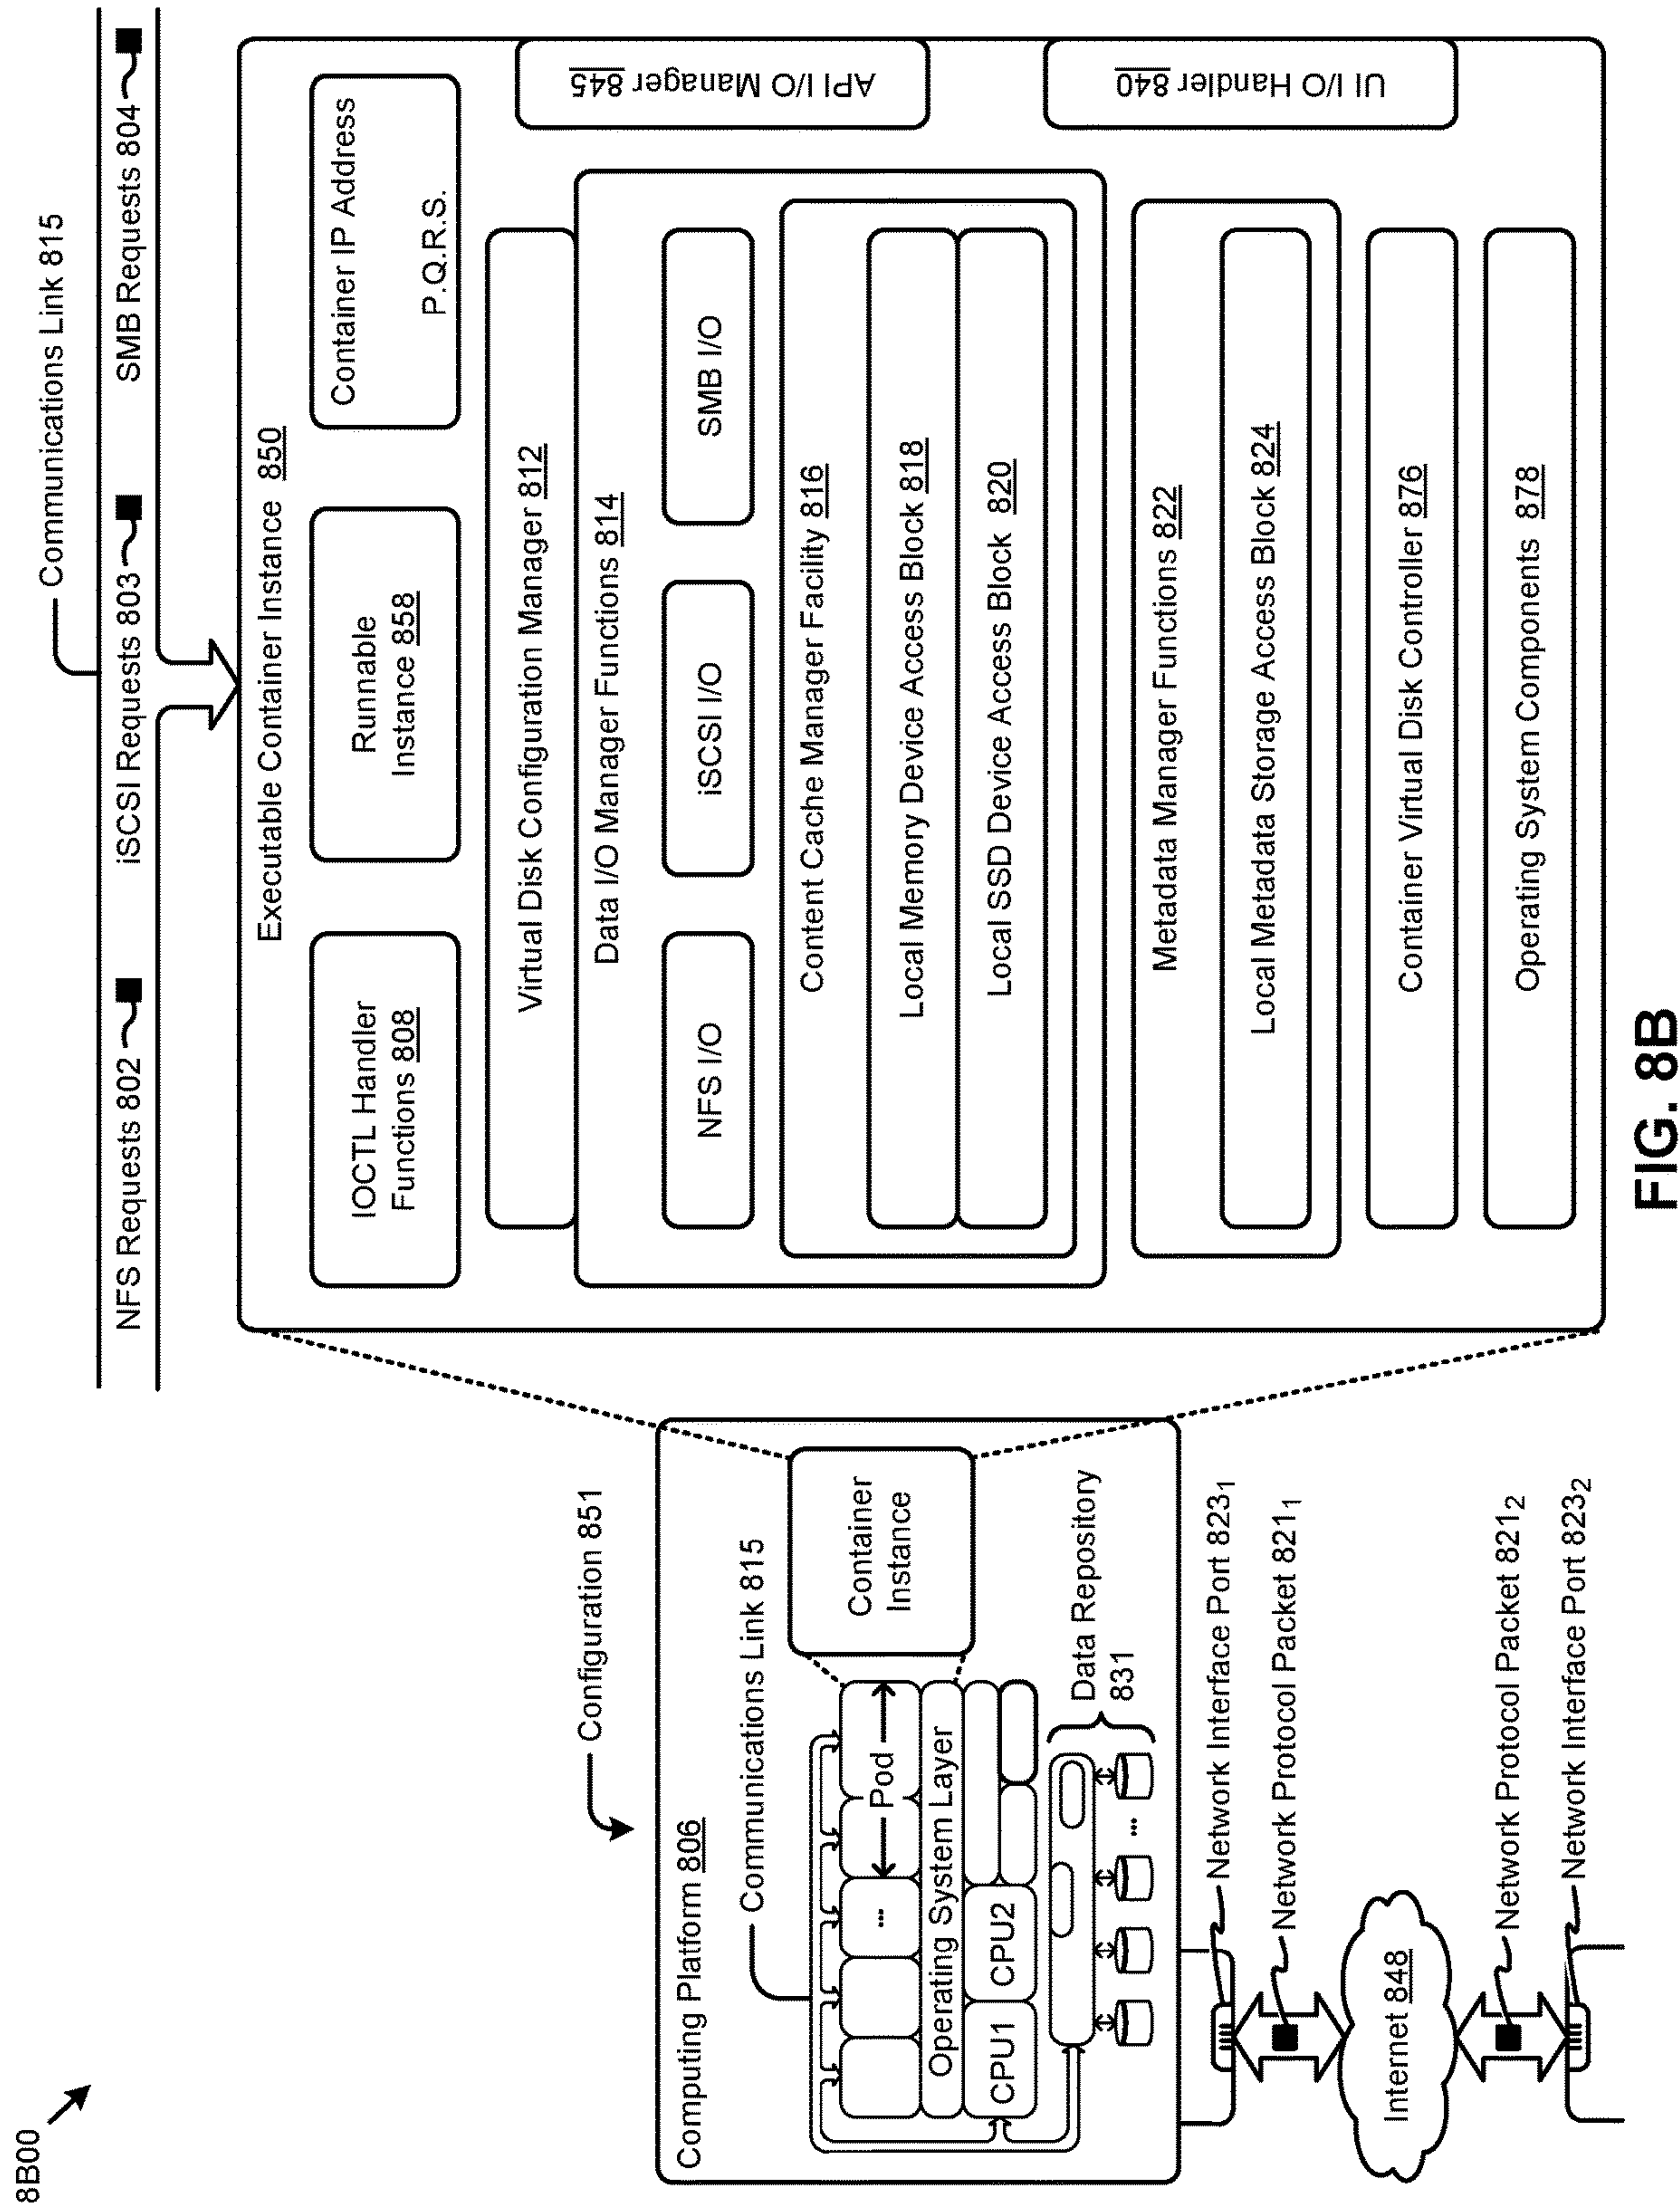 8B00
Communications Link 815
NFS Requests 802
iSCSI Requests 803
SMB Requests 804
Configuration 851
Computing Platform 806
Communications Link 815
...
Pod
Operating System Layer
CPU1
CPU2
Container
Instance
Data Repository
831
...
Network Interface Port 823₁
Network Protocol Packet 821₁
Internet 848
Network Protocol Packet 821₂
Network Interface Port 823₂
Executable Container Instance 850
IOCTL Handler
Functions 808
Runnable
Instance 858
Container IP Address
P.Q.R.S.
Virtual Disk Configuration Manager 812
Data I/O Manager Functions 814
NFS I/O
iSCSI I/O
SMB I/O
Content Cache Manager Facility 816
Local Memory Device Access Block 818
Local SSD Device Access Block 820
Metadata Manager Functions 822
Local Metadata Storage Access Block 824
Container Virtual Disk Controller 876
Operating System Components 878
API I/O Manager 845
UI I/O Handler 840
FIG. 8B